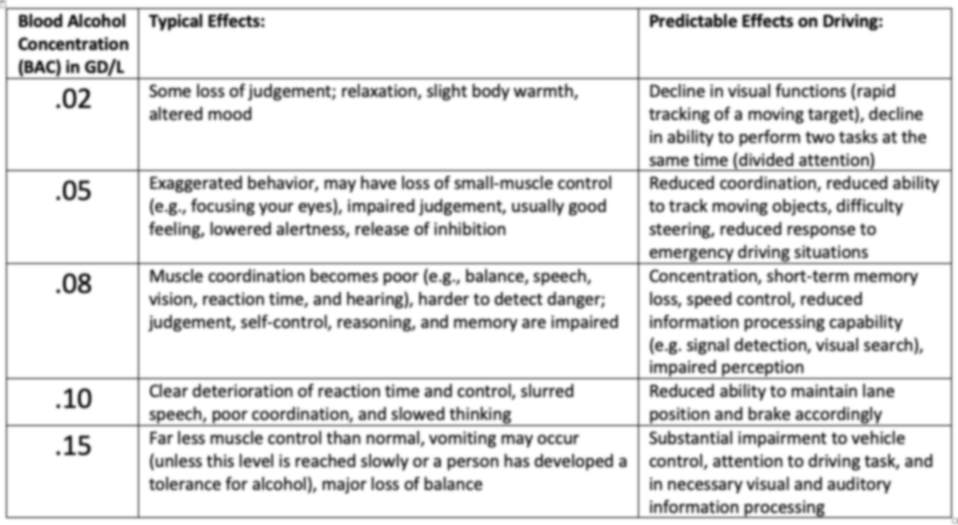 Blood Alcohol
Concentration
(BAC) in GD/L
Typical Effects:
Predictable Effects on Driving:
.02
Some loss of judgement; relaxation, slight body warmth,
altered mood
Decline in visual functions (rapid
tracking of a moving target), decline
in ability to perform two tasks at the
same time (divided attention)
.05
Exaggerated behavior, may have loss of small-muscle control
(e.g., focusing your eyes), impaired judgement, usually good
feeling, lowered alertness, release of inhibition
Reduced coordination, reduced ability
to track moving objects, difficulty
steering, reduced response to
emergency driving situations
.08
Muscle coordination becomes poor (e.g., balance, speech,
vision, reaction time, and hearing), harder to detect danger;
judgement, self-control, reasoning, and memory are impaired
Concentration, short-term memory
loss, speed control, reduced
information processing capability
(e.g. signal detection, visual search),
impaired perception
.10
Clear deterioration of reaction time and control, slurred
speech, poor coordination, and slowed thinking
Reduced ability to maintain lane
position and brake accordingly
.15
Far less muscle control than normal, vomiting may occur
(unless this level is reached slowly or a person has developed a
tolerance for alcohol), major loss of balance
Substantial impairment to vehicle
control, attention to driving task, and
in necessary visual and auditory
information processing